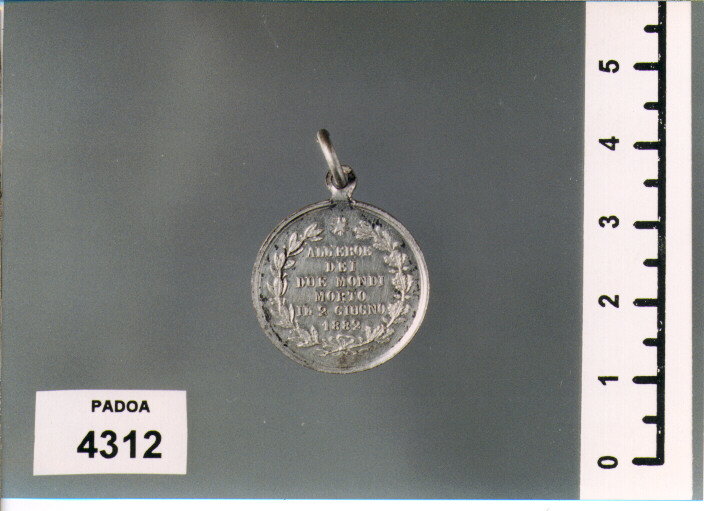 ALL'EROE
DEI
DUE MONDI
MORTO
IL 2 GIUGNO
1882
PADOA
4312
5
4
3
2
1
0